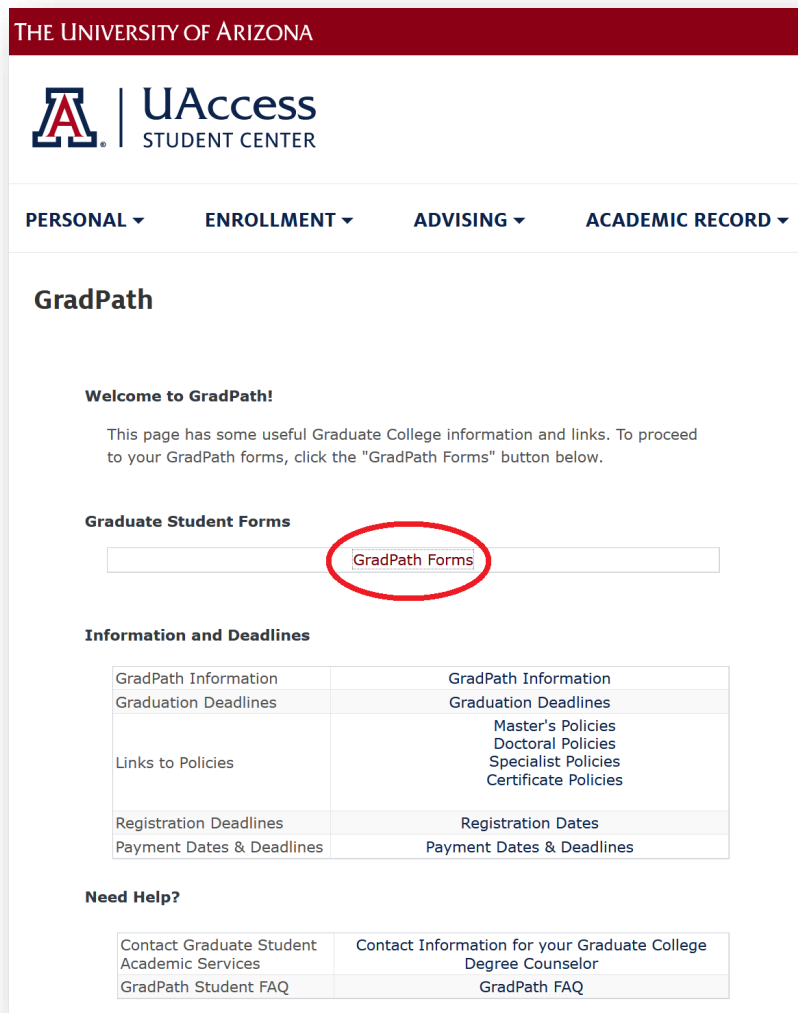 THE UNIVERSITY OF ARIZONA
A
UAccess
STUDENT CENTER
PERSONAL ENROLLMENT ADVISING ACADEMIC RECORD
GradPath
Welcome to GradPath!
This page has some useful Graduate College information and links. To proceed
to your GradPath forms, click the "GradPath Forms" button below.
Graduate Student Forms
GradPath Forms
Information and Deadlines
GradPath Information GradPath Information
Graduation Deadlines Graduation Deadlines
Links to Policies
Master's Policies
Doctoral Policies
Specialist Policies
Certificate Policies
Registration Deadlines Registration Dates
Payment Dates & Deadlines Payment Dates & Deadlines
Need Help?
Contact Graduate Student
Academic Services
Contact Information for your Graduate College
Degree Counselor
GradPath Student FAQ GradPath FAQ